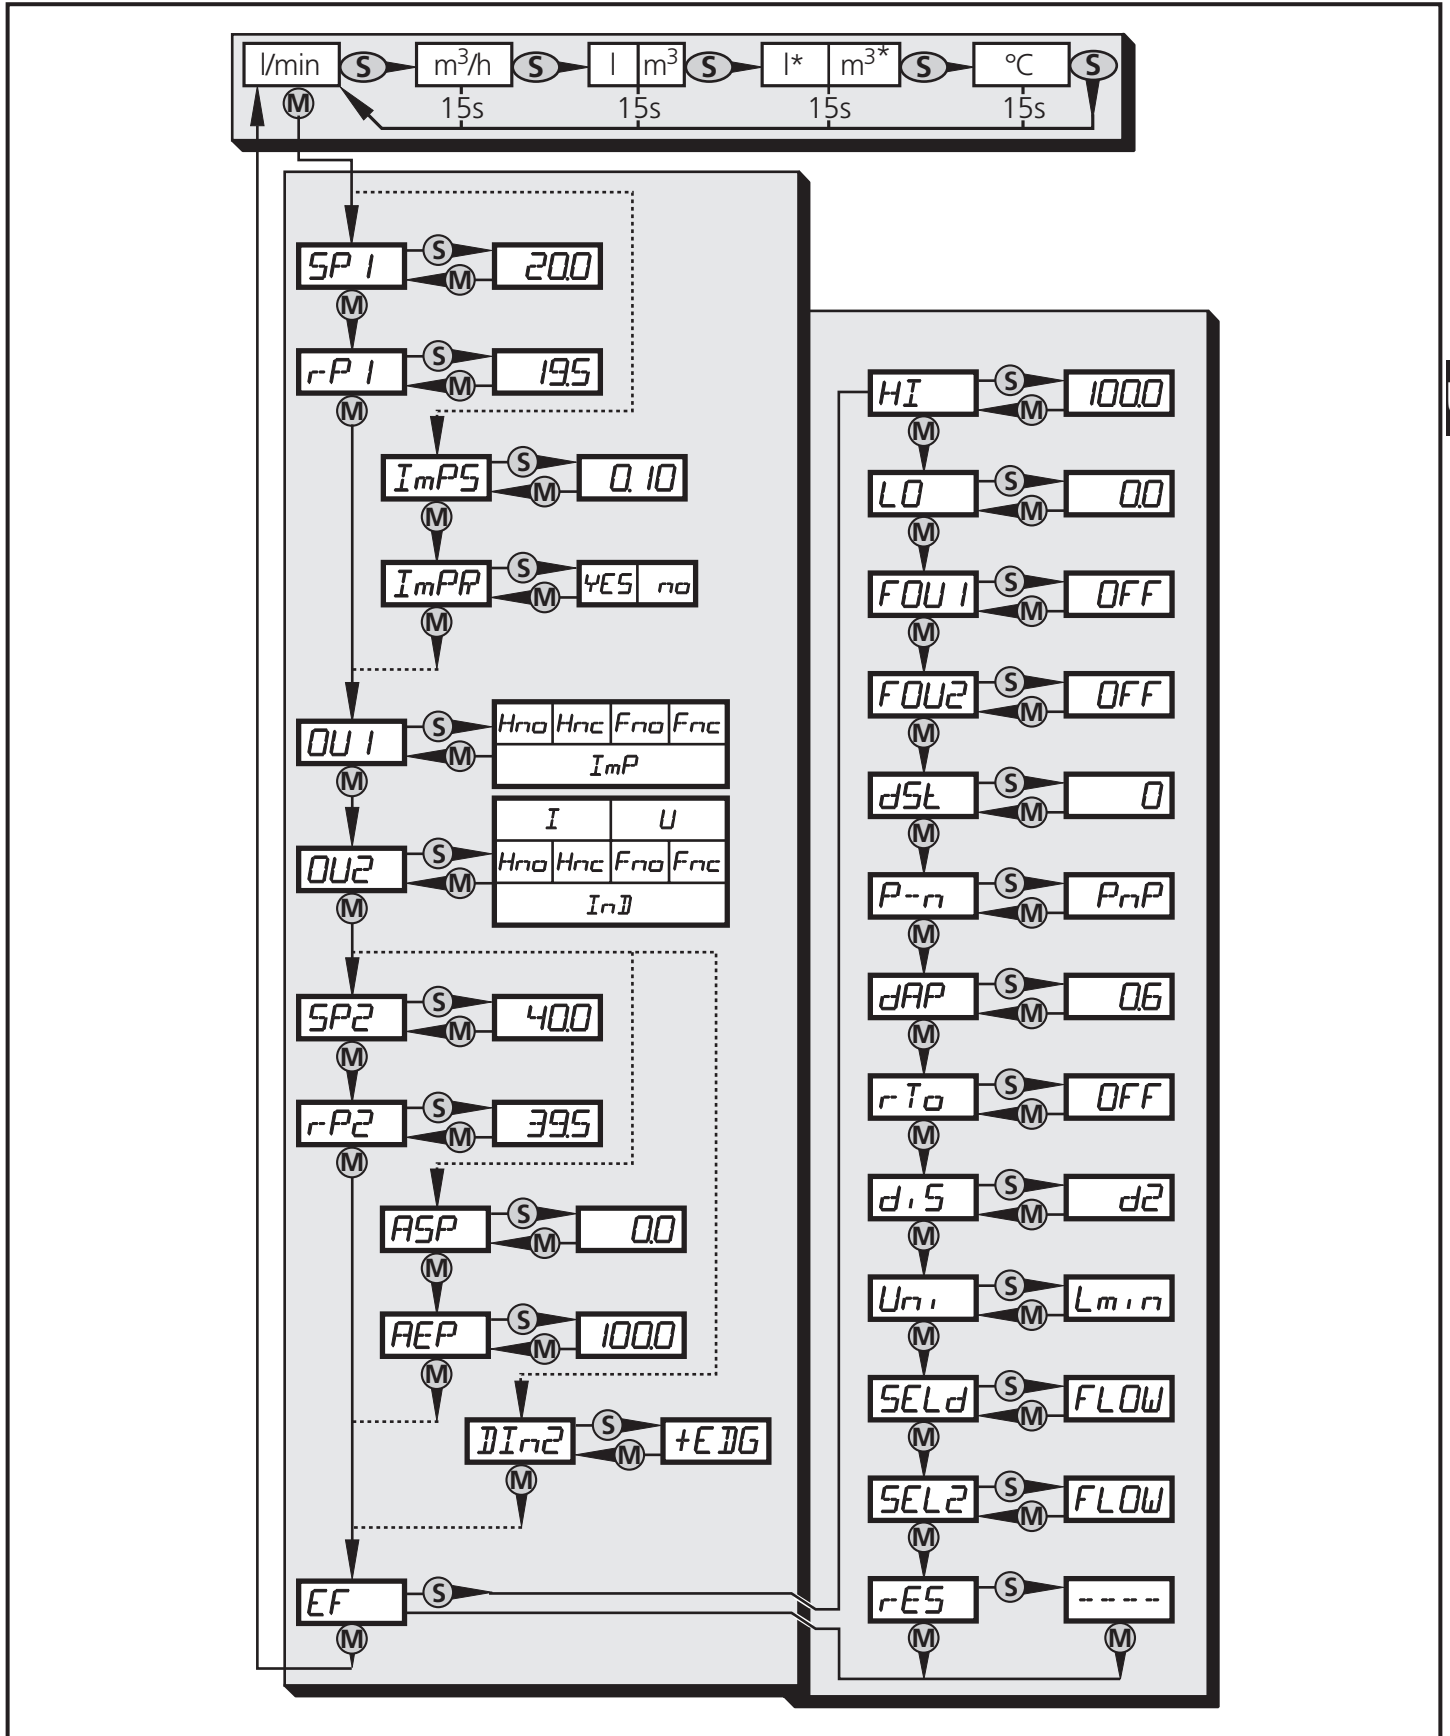 l/min S m³/h S l m³ S l* m³* S °C S
M 15s 15s 15s 15s
SP1 S 20.0
M
M
rP1 S 19.5
M
M
ImPS S 0.10
M
M
ImPR S YES no
M
M
OU1 S Hno Hnc Fno Fnc
M ImP
M
I U
OU2 S Hno Hnc Fno Fnc
M InD
M
SP2 S 40.0
M
M
rP2 S 39.5
M
M
ASP S 0.0
M
M
AEP S 100.0
M
M
DIn2 S +EDG
M
M
EF S
M
HI S 100.0
M
M
LO S 0.0
M
M
FOU1 S OFF
M
M
FOU2 S OFF
M
M
dSt S 0
M
M
P-n S PnP
M
M
dAP S 0.6
M
M
rTo S OFF
M
M
diS S d2
M
M
Uni S Lmin
M
M
SELd S FLOW
M
M
SEL2 S FLOW
M
M
rES S ----
M M